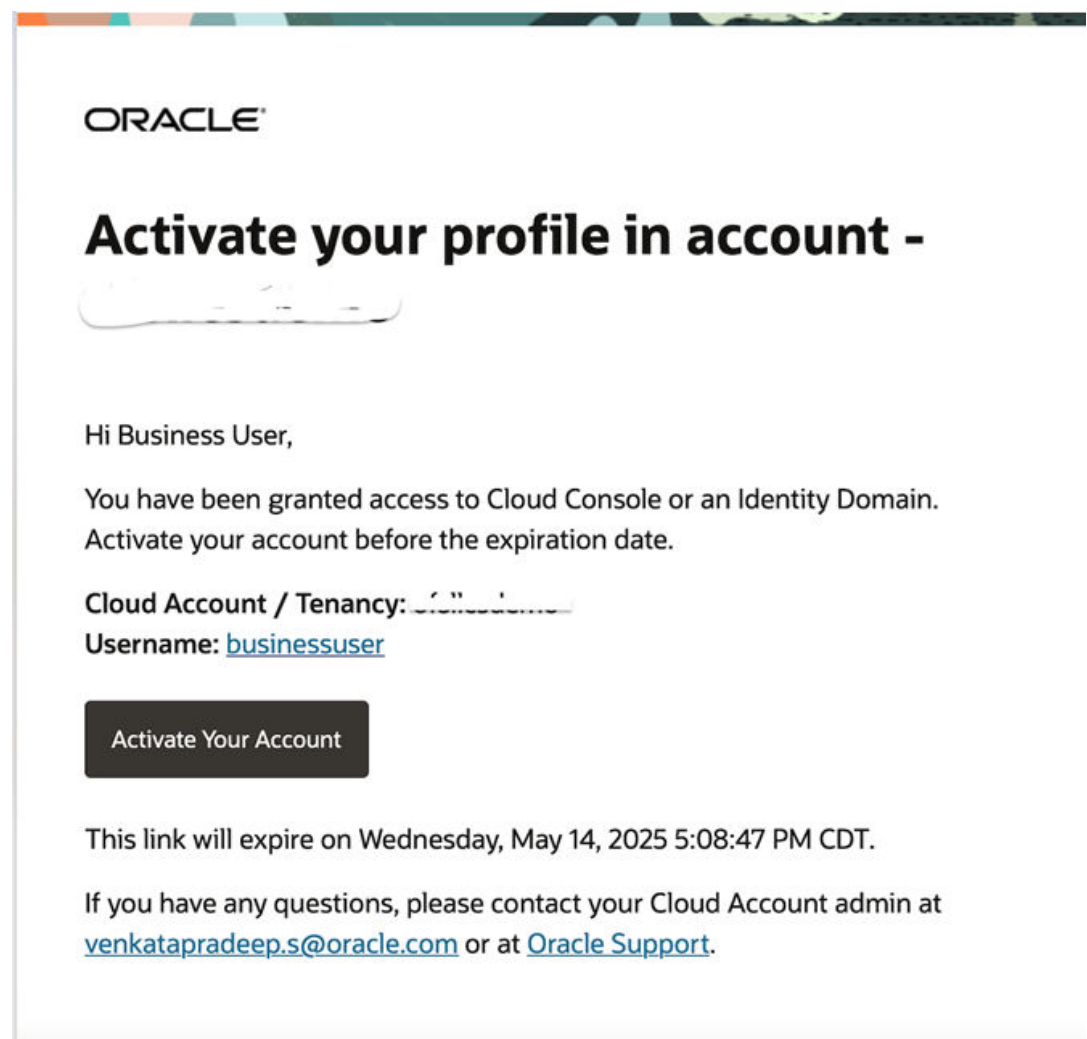 ORACLE
Activate your profile in account -
Hi Business User,
You have been granted access to Cloud Console or an Identity Domain.
Activate your account before the expiration date.
Cloud Account / Tenancy:
Username: businessuser
Activate Your Account
This link will expire on Wednesday, May 14, 2025 5:08:47 PM CDT.
If you have any questions, please contact your Cloud Account admin at
venkatapradeep.s@oracle.com or at Oracle Support.